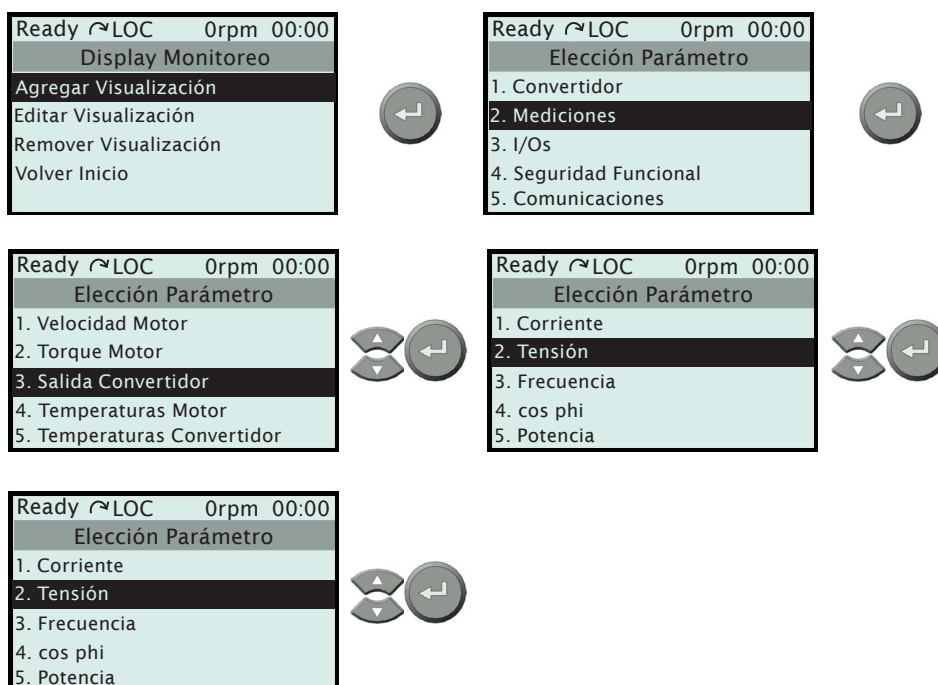 Ready ↷LOC 0rpm 00:00
Display Monitoreo
Agregar Visualización
Editar Visualización
Remover Visualización
Volver Inicio
Ready ↷LOC 0rpm 00:00
Elección Parámetro
1. Convertidor
2. Mediciones
3. I/Os
4. Seguridad Funcional
5. Comunicaciones
Ready ↷LOC 0rpm 00:00
Elección Parámetro
1. Velocidad Motor
2. Torque Motor
3. Salida Convertidor
4. Temperaturas Motor
5. Temperaturas Convertidor
Ready ↷LOC 0rpm 00:00
Elección Parámetro
1. Corriente
2. Tensión
3. Frecuencia
4. cos phi
5. Potencia
Ready ↷LOC 0rpm 00:00
Elección Parámetro
1. Corriente
2. Tensión
3. Frecuencia
4. cos phi
5. Potencia